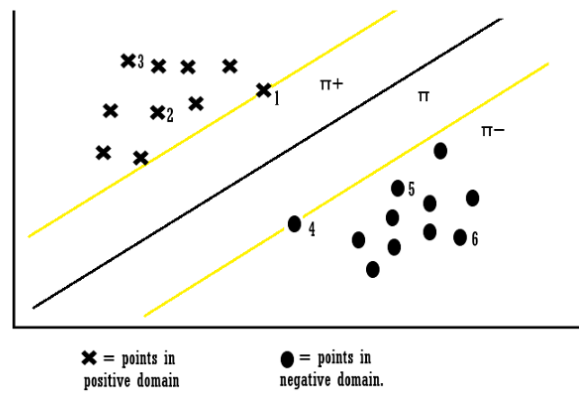 3
1
2
π+
π
π−
5
4
6
= points in
positive domain
= points in
negative domain.